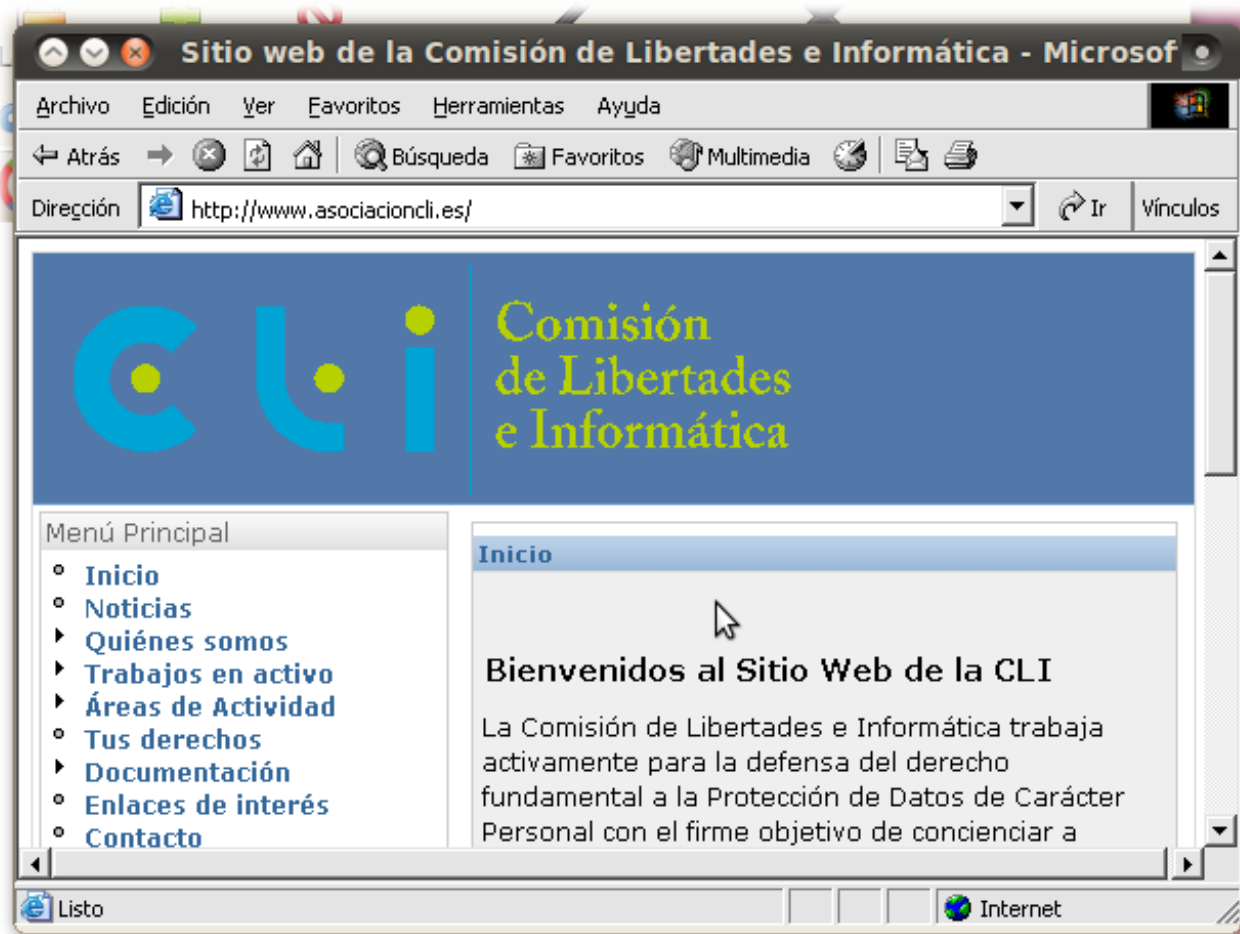 Sitio web de la Comisión de Libertades e Informática - Microsof
Archivo Edición Ver Favoritos Herramientas Ayuda
Atrás Búsqueda Favoritos Multimedia
Dirección http://www.asociacioncli.es/ Ir Vínculos
CLi
Comisión
de Libertades
e Informática
Menú Principal
Inicio
Noticias
Quiénes somos
Trabajos en activo
Áreas de Actividad
Tus derechos
Documentación
Enlaces de interés
Contacto
Inicio
Bienvenidos al Sitio Web de la CLI
La Comisión de Libertades e Informática trabaja
activamente para la defensa del derecho
fundamental a la Protección de Datos de Carácter
Personal con el firme objetivo de concienciar a
Listo Internet